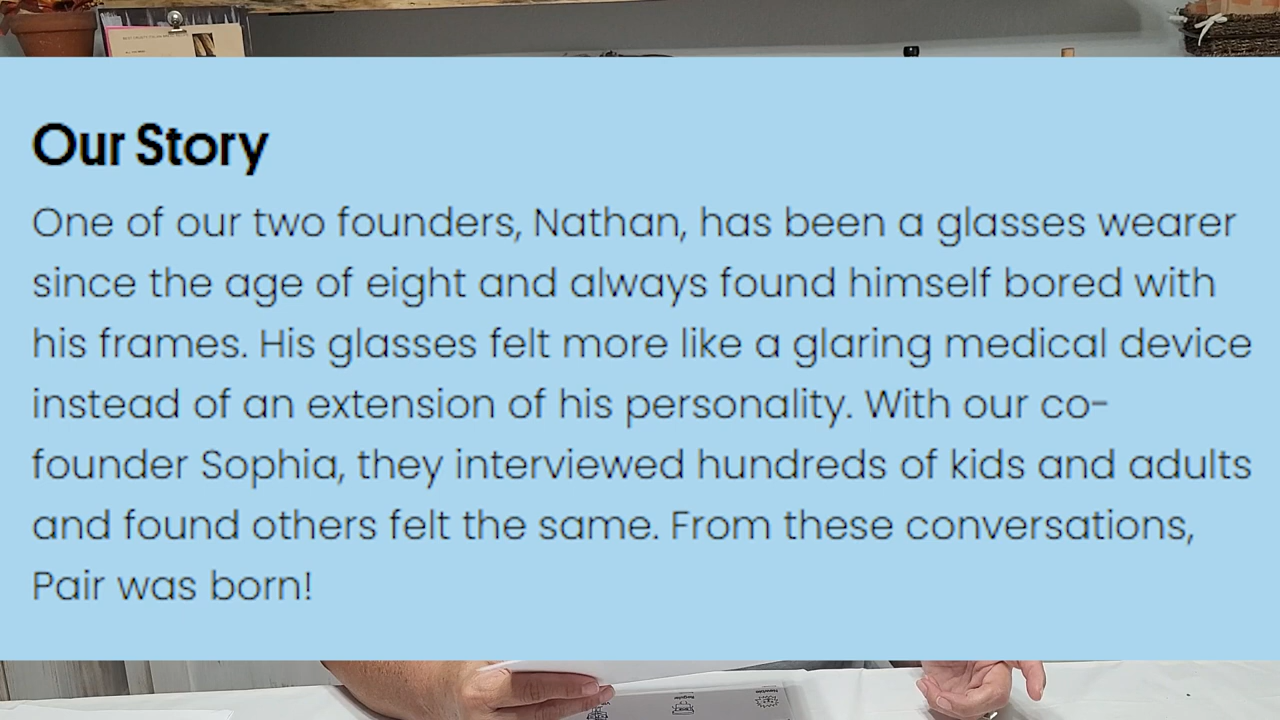 Our Story
One of our two founders, Nathan, has been a glasses wearer
since the age of eight and always found himself bored with
his frames. His glasses felt more like a glaring medical device
instead of an extension of his personality. With our co-
founder Sophia, they interviewed hundreds of kids and adults
and found others felt the same. From these conversations,
Pair was born!